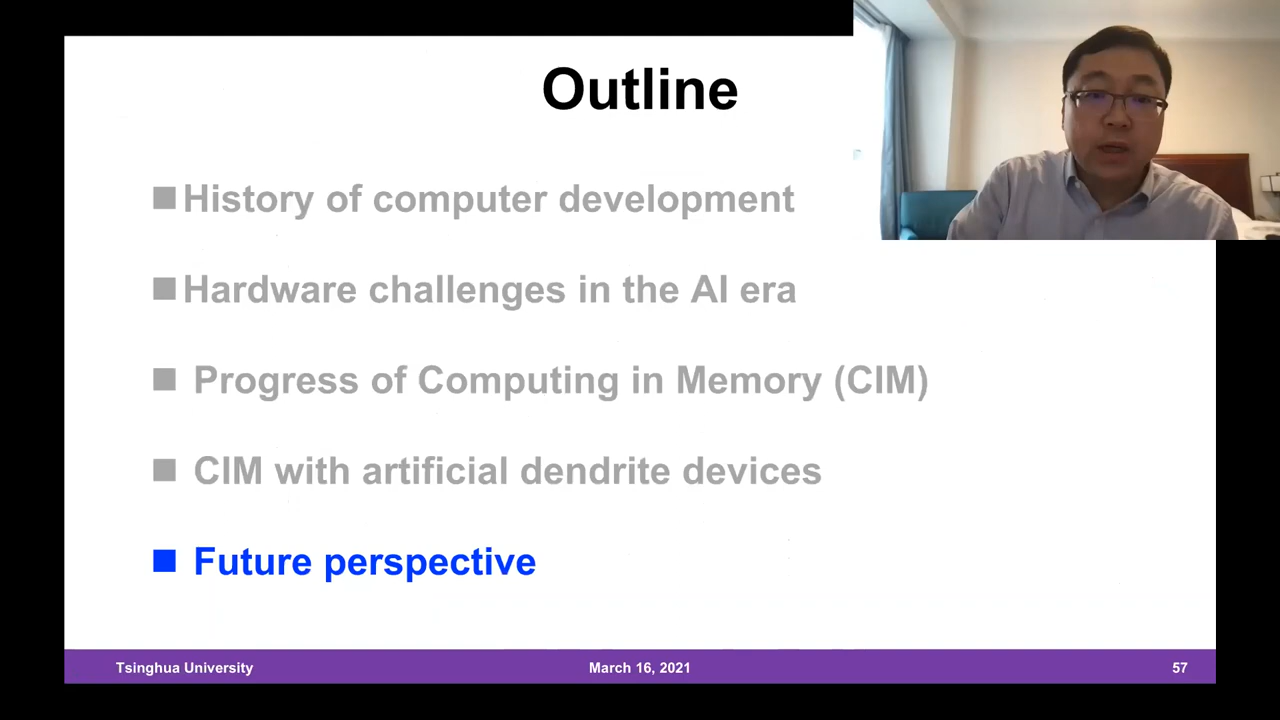 Outline
History of computer development
Hardware challenges in the AI era
Progress of Computing in Memory (CIM)
CIM with artificial dendrite devices
Future perspective
Tsinghua University
March 16, 2021
57